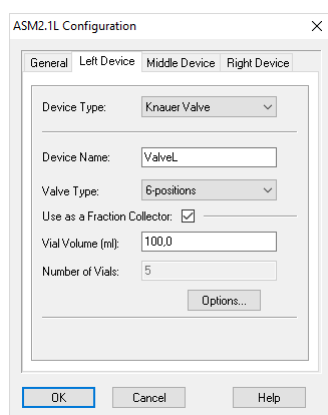 ASM2.1L Configuration
General Left Device Middle Device Right Device
Device Type: Knauer Valve
Device Name: ValveL
Valve Type: 6-positions
Use as a Fraction Collector:
Vial Volume (ml): 100,0
Number of Vials: 5
Options...
OK Cancel Help